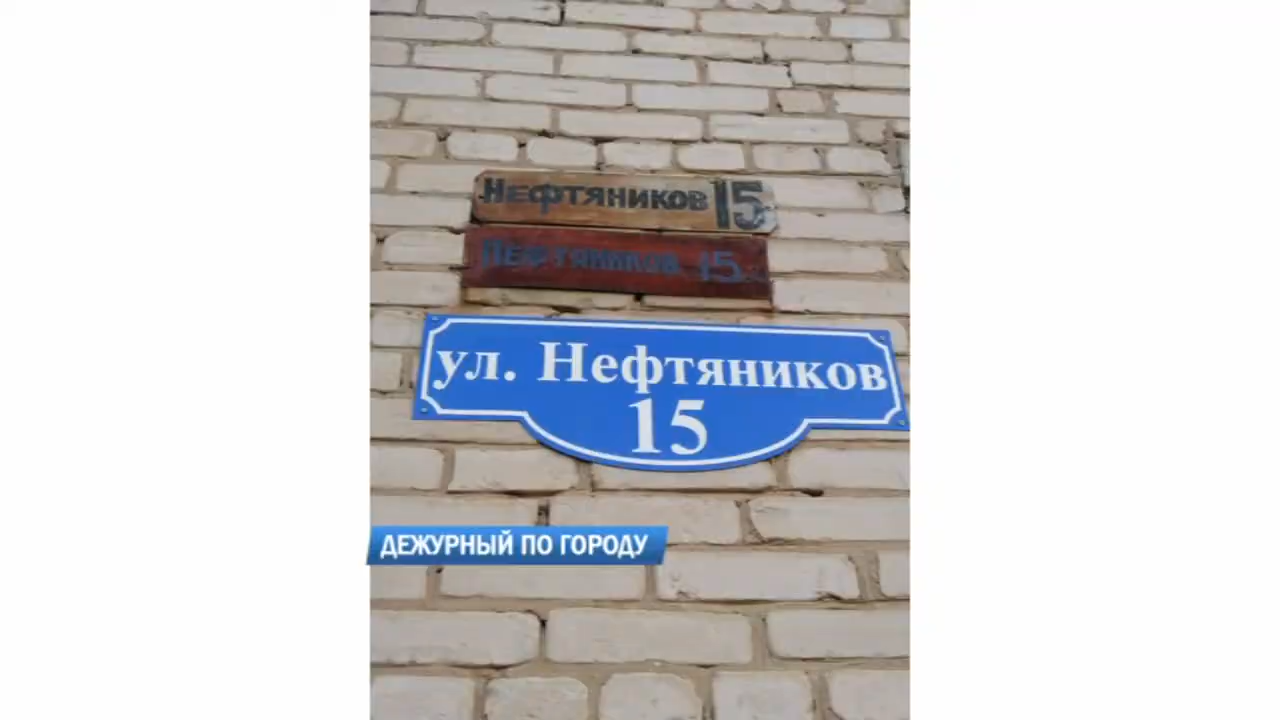 Нефтяников 15
Нефтяников 15
ул. Нефтяников
15
ДЕЖУРНЫЙ ПО ГОРОДУ